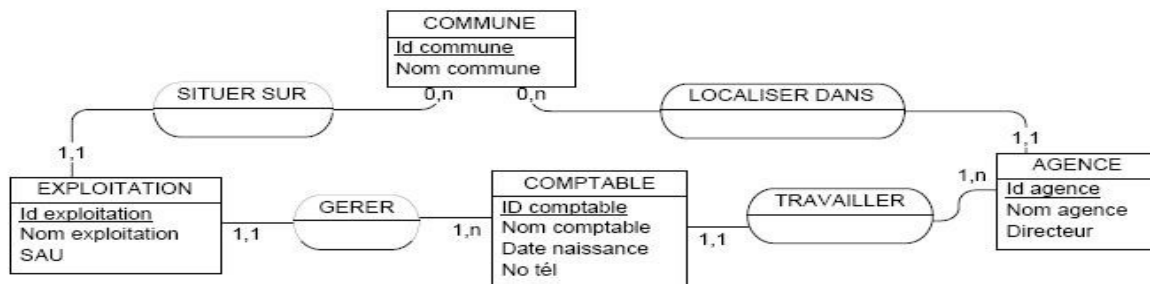 COMMUNE
Id commune
Nom commune
SITUER SUR
0,n
0,n
LOCALISER DANS
1,1
1,1
EXPLOITATION
Id exploitation
Nom exploitation
SAU
1,1
GERER
1,n
COMPTABLE
ID comptable
Nom comptable
Date naissance
No tél
1,1
TRAVAILLER
1,n
AGENCE
Id agence
Nom agence
Directeur